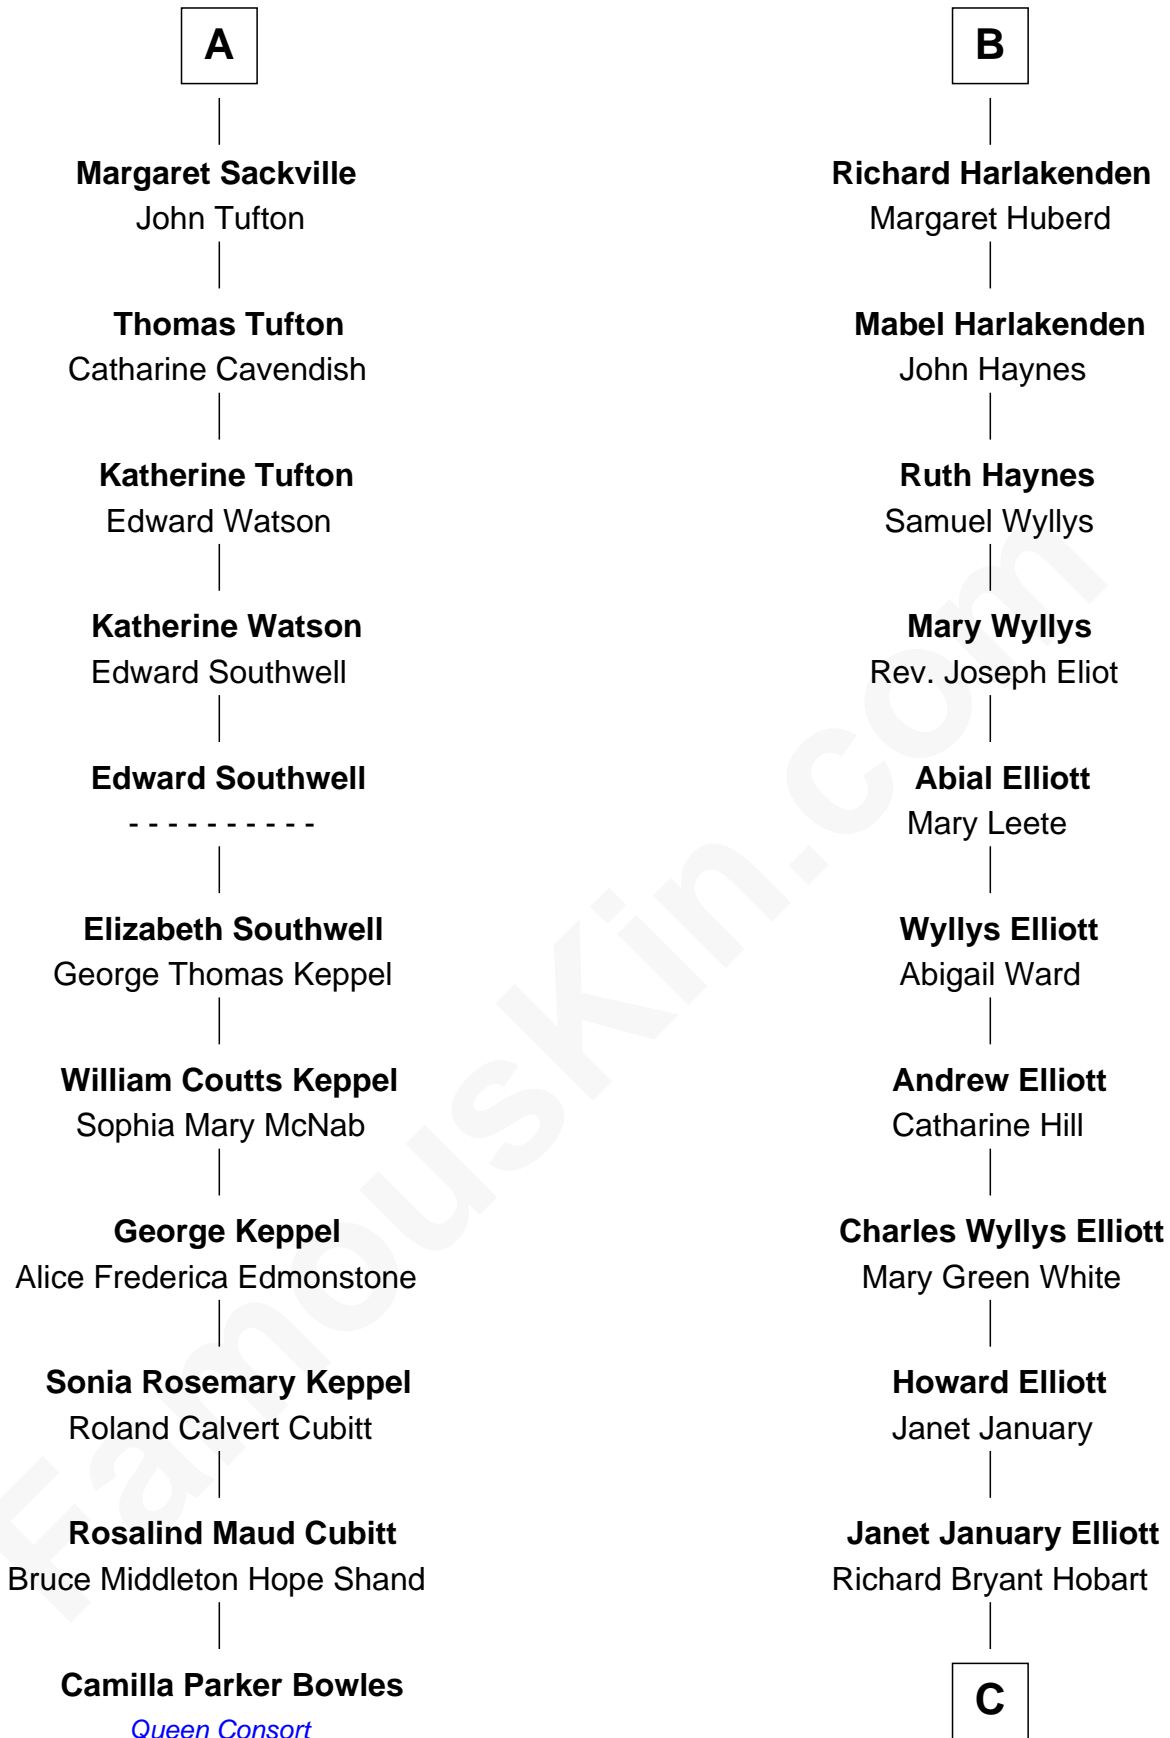 A
Margaret Sackville
John Tufton
Thomas Tufton
Catharine Cavendish
Katherine Tufton
Edward Watson
Katherine Watson
Edward Southwell
Edward Southwell
- - - - - - - - - -
Elizabeth Southwell
George Thomas Keppel
William Coutts Keppel
Sophia Mary McNab
George Keppel
Alice Frederica Edmonstone
Sonia Rosemary Keppel
Roland Calvert Cubitt
Rosalind Maud Cubitt
Bruce Middleton Hope Shand
Camilla Parker Bowles
Queen Consort
B
Richard Harlakenden
Margaret Huberd
Mabel Harlakenden
John Haynes
Ruth Haynes
Samuel Wyllys
Mary Wyllys
Rev. Joseph Eliot
Abial Elliott
Mary Leete
Wyllys Elliott
Abigail Ward
Andrew Elliott
Catharine Hill
Charles Wyllys Elliott
Mary Green White
Howard Elliott
Janet January
Janet January Elliott
Richard Bryant Hobart
C
FamousKin.com